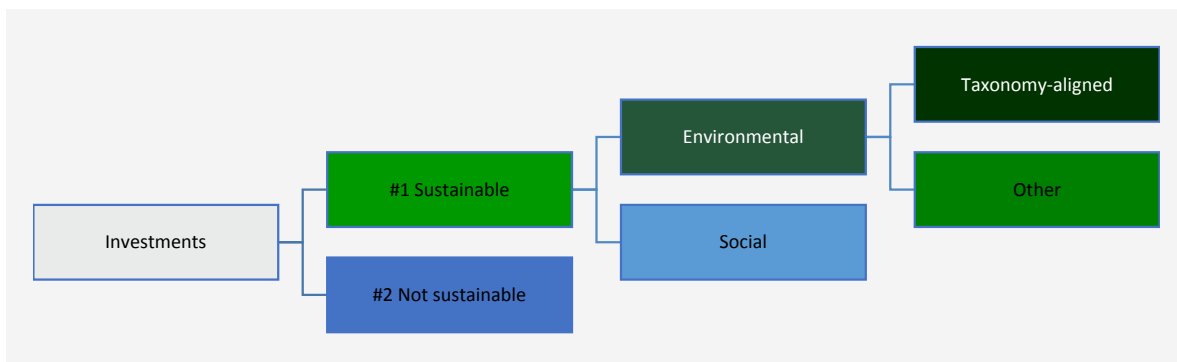 Taxonomy-aligned
Environmental
#1 Sustainable
Other
Investments
Social
#2 Not sustainable